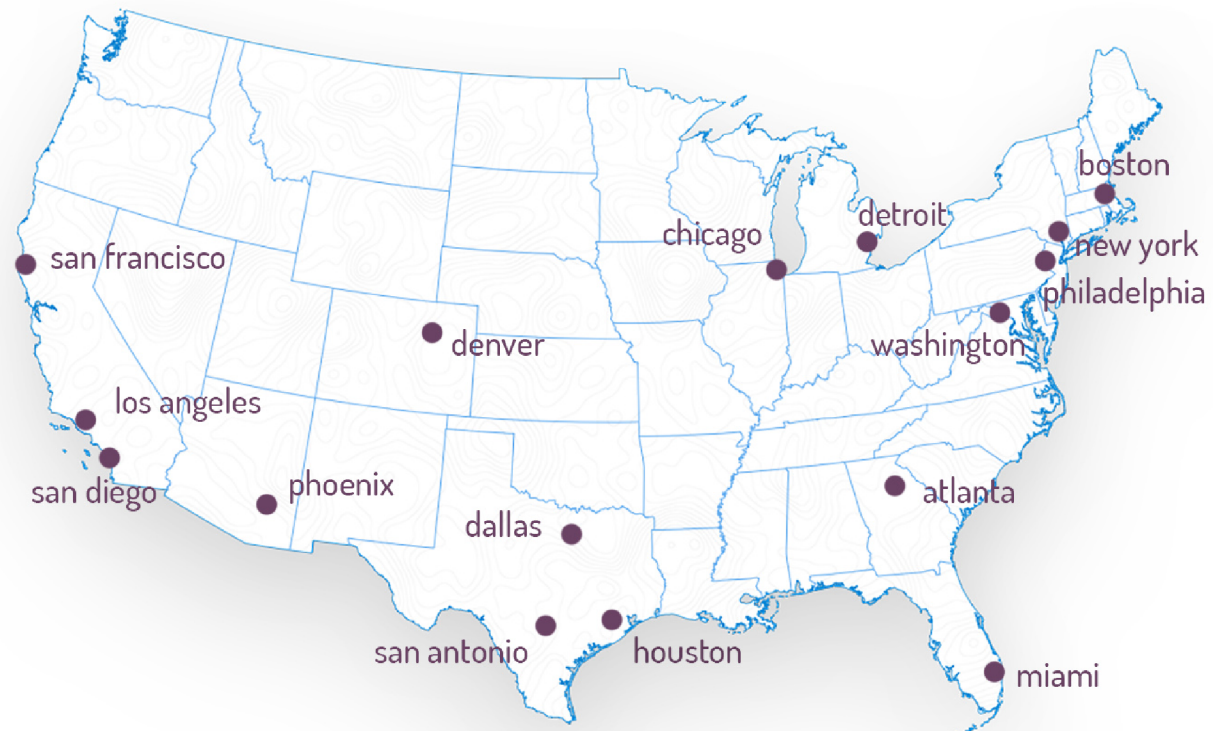 boston
detroit
chicago
new york
san francisco
philadelphia
denver
washington
los angeles
phoenix
san diego
atlanta
dallas
san antonio
houston
miami